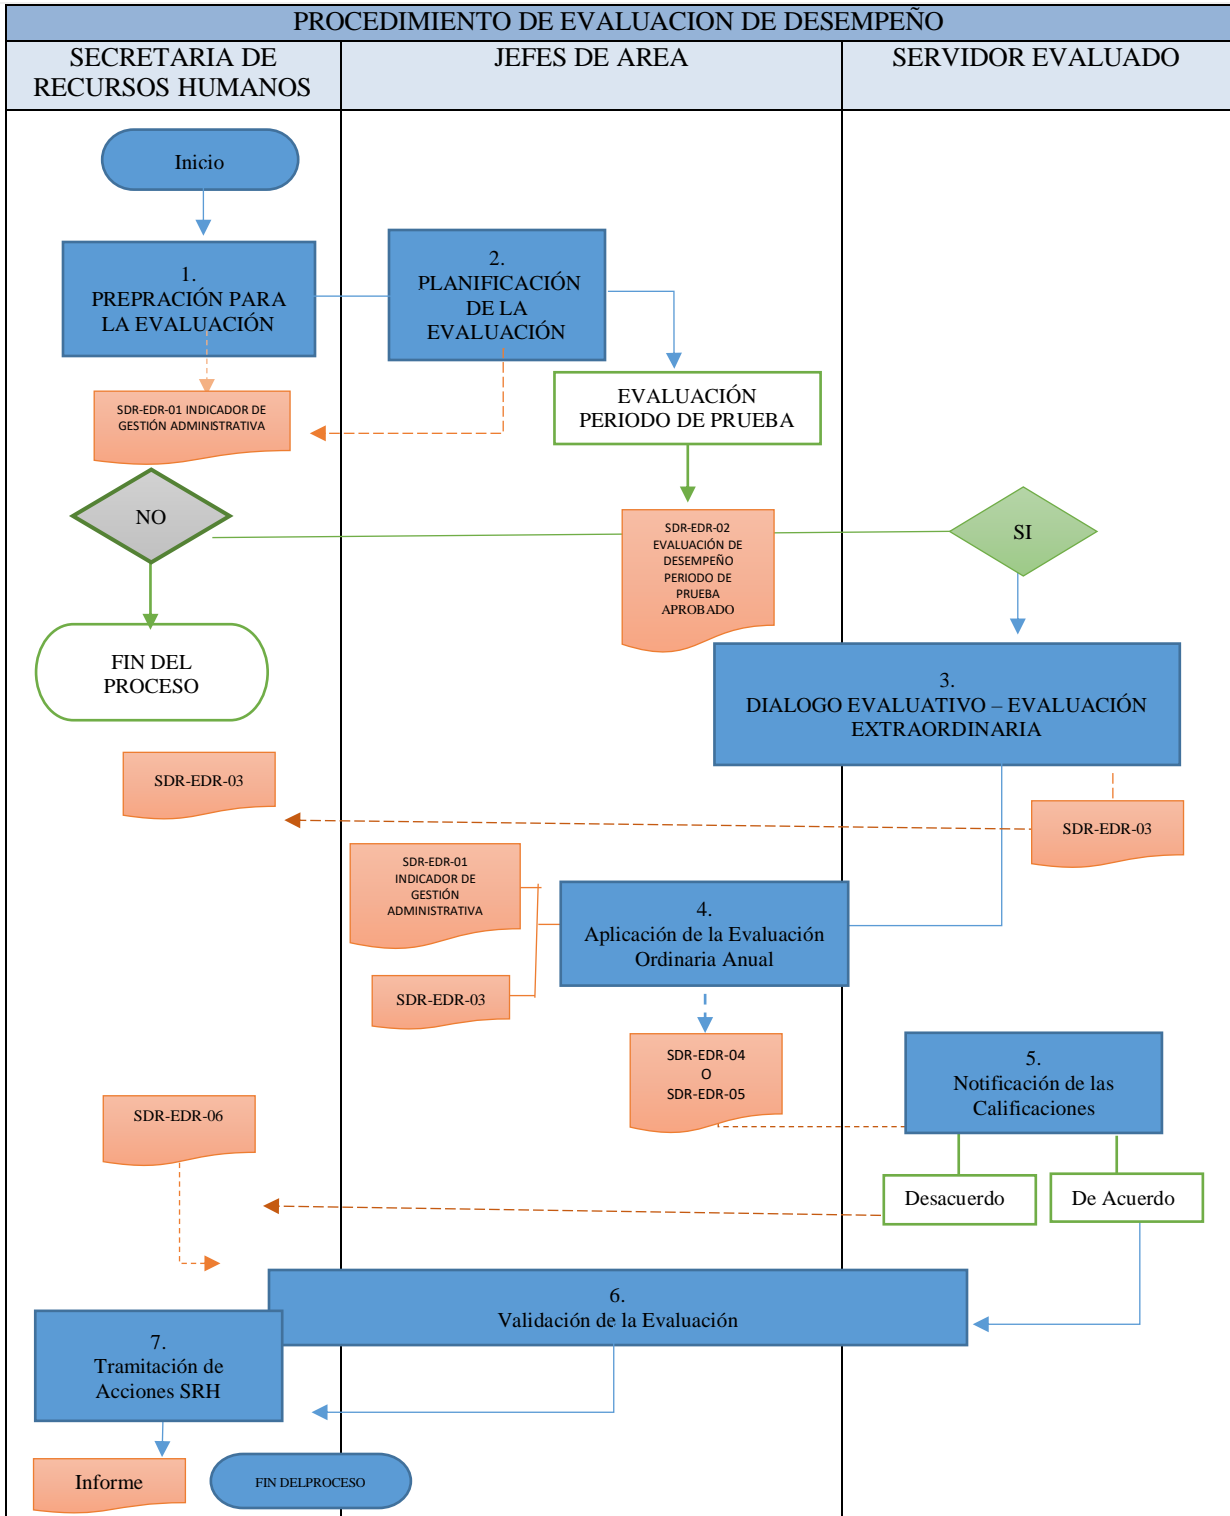 PROCEDIMIENTO DE EVALUACION DE DESEMPEÑO
SECRETARIA DE
RECURSOS HUMANOS
JEFES DE AREA
SERVIDOR EVALUADO
Inicio
1.
PREPRACIÓN PARA
LA EVALUACIÓN
2.
PLANIFICACIÓN
DE LA
EVALUACIÓN
SDR-EDR-01 INDICADOR DE
GESTIÓN ADMINISTRATIVA
EVALUACIÓN
PERIODO DE PRUEBA
NO
SDR-EDR-02
EVALUACIÓN DE
DESEMPEÑO
PERIODO DE
PRUEBA
APROBADO
SI
FIN DEL
PROCESO
3.
DIALOGO EVALUATIVO – EVALUACIÓN
EXTRAORDINARIA
SDR-EDR-03
SDR-EDR-03
SDR-EDR-01
INDICADOR DE
GESTIÓN
ADMINISTRATIVA
4.
Aplicación de la Evaluación
Ordinaria Anual
SDR-EDR-03
SDR-EDR-04
O
SDR-EDR-05
5.
Notificación de las
Calificaciones
SDR-EDR-06
Desacuerdo
De Acuerdo
6.
Validación de la Evaluación
7.
Tramitación de
Acciones SRH
Informe
FIN DELPROCESO